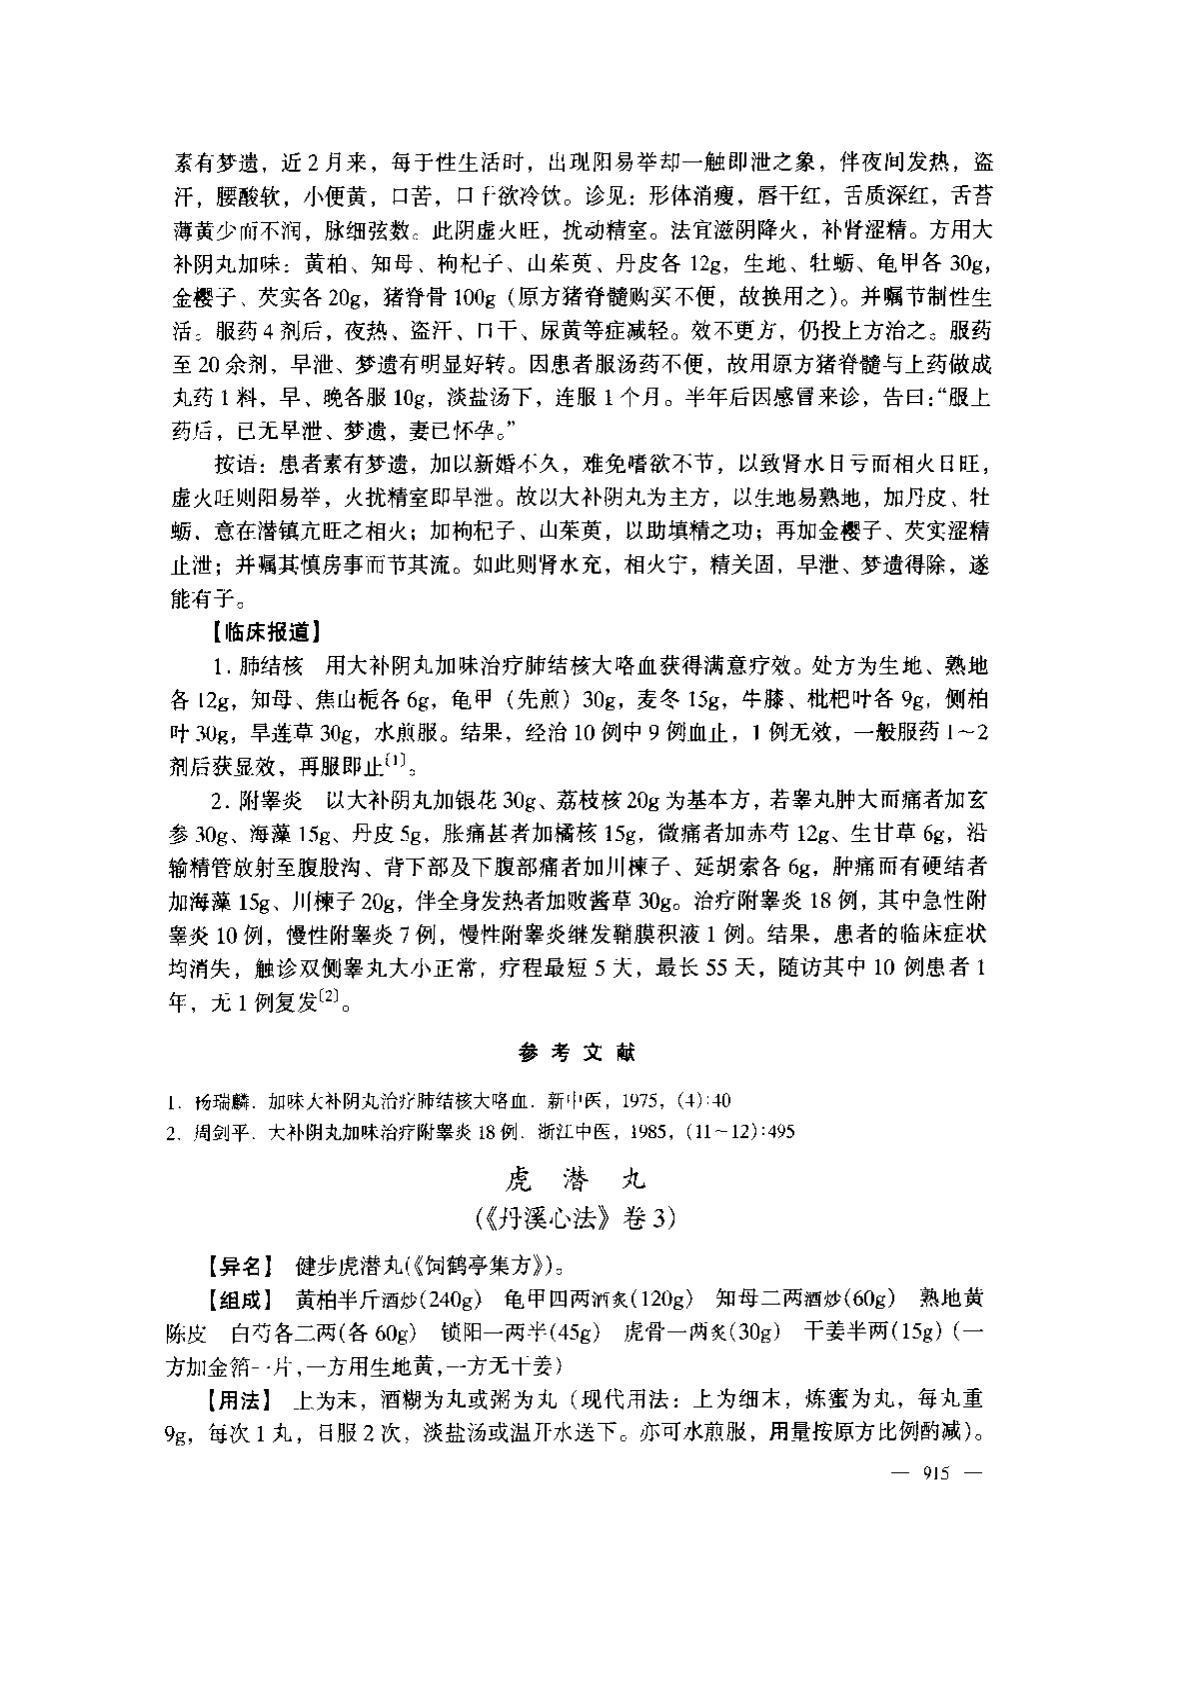 素有梦遗，近2月来，每于性生活时，出现阳易举却一触即泄之象，伴夜间发热，盗
汗，腰酸软，小便黄，口苦，口干欲冷饮。诊见：形体消瘦，唇干红，舌质深红，舌苔
薄黄少而不润，脉细弦数。此阴虚火旺，扰动精室。法宜滋阴降火，补肾涩精。方用大
补阴丸加味：黄柏、知母、枸杞子、山茱萸、丹皮各12g，生地、牡蛎、龟甲各30g，
金樱子、芡实各20g，猪脊骨100g（原方猪脊髓购买不便，故换用之）。并嘱节制性生
活。服药4剂后，夜热、盗汗、口干、尿黄等症减轻。效不更方，仍投上方治之。服药
至20余剂，早泄、梦遗有明显好转。因患者服汤药不便，故用原方猪脊髓与上药做成
丸药1料，早、晚各服10g，淡盐汤下，连服1个月。半年后因感冒来诊，告曰：“服上
药后，已无早泄、梦遗，妻已怀孕。”
按语：患者素有梦遗，加以新婚不久，难免嗜欲不节，以致肾水日亏而相火日旺，
虚火旺则阳易举，火扰精室即早泄。故以大补阴丸为主方，以生地易熟地，加丹皮、牡
蛎，意在潜镇亢旺之相火；加枸杞子、山茱萸，以助填精之功；再加金樱子、芡实涩精
止泄；并嘱其慎房事而节其流。如此则肾水充，相火宁，精关固，早泄、梦遗得除，遂
能有子。
【临床报道】
1. 肺结核　用大补阴丸加味治疗肺结核大咯血获得满意疗效。处方为生地、熟地
各12g，知母、焦山栀各6g，龟甲（先煎）30g，麦冬15g，牛膝、枇杷叶各9g，侧柏
叶30g，旱莲草30g，水煎服。结果，经治10例中9例血止，1例无效，一般服药1～2
剂后获显效，再服即止〔1〕。
2. 附睾炎　以大补阴丸加银花30g、荔枝核20g为基本方，若睾丸肿大而痛者加玄
参30g、海藻15g、丹皮5g，胀痛甚者加橘核15g，微痛者加赤芍12g、生甘草6g，沿
输精管放射至腹股沟、背下部及下腹部痛者加川楝子、延胡索各6g，肿痛而有硬结者
加海藻15g、川楝子20g，伴全身发热者加败酱草30g。治疗附睾炎18例，其中急性附
睾炎10例，慢性附睾炎7例，慢性附睾炎继发鞘膜积液1例。结果，患者的临床症状
均消失，触诊双侧睾丸大小正常，疗程最短5天，最长55天，随访其中10例患者1
年，无1例复发〔2〕。
参 考 文 献
1. 杨瑞麟．加味大补阴丸治疗肺结核大咯血．新中医，1975，(4):40
2. 周剑平．大补阴丸加味治疗附睾炎18例．浙江中医，1985，(11～12):495
虎 潜 丸
（《丹溪心法》卷3）
【异名】 健步虎潜丸(《饲鹤亭集方》)。
【组成】 黄柏半斤酒炒(240g) 龟甲四两酒炙(120g) 知母二两酒炒(60g) 熟地黄
陈皮 白芍各二两(各60g) 锁阳一两半(45g) 虎骨一两炙(30g) 干姜半两(15g)（一
方加金箔一片,一方用生地黄,一方无干姜）
【用法】 上为末，酒糊为丸或粥为丸（现代用法：上为细末，炼蜜为丸，每丸重
9g，每次1丸，日服2次，淡盐汤或温开水送下。亦可水煎服，用量按原方比例酌减）。
— 915 —